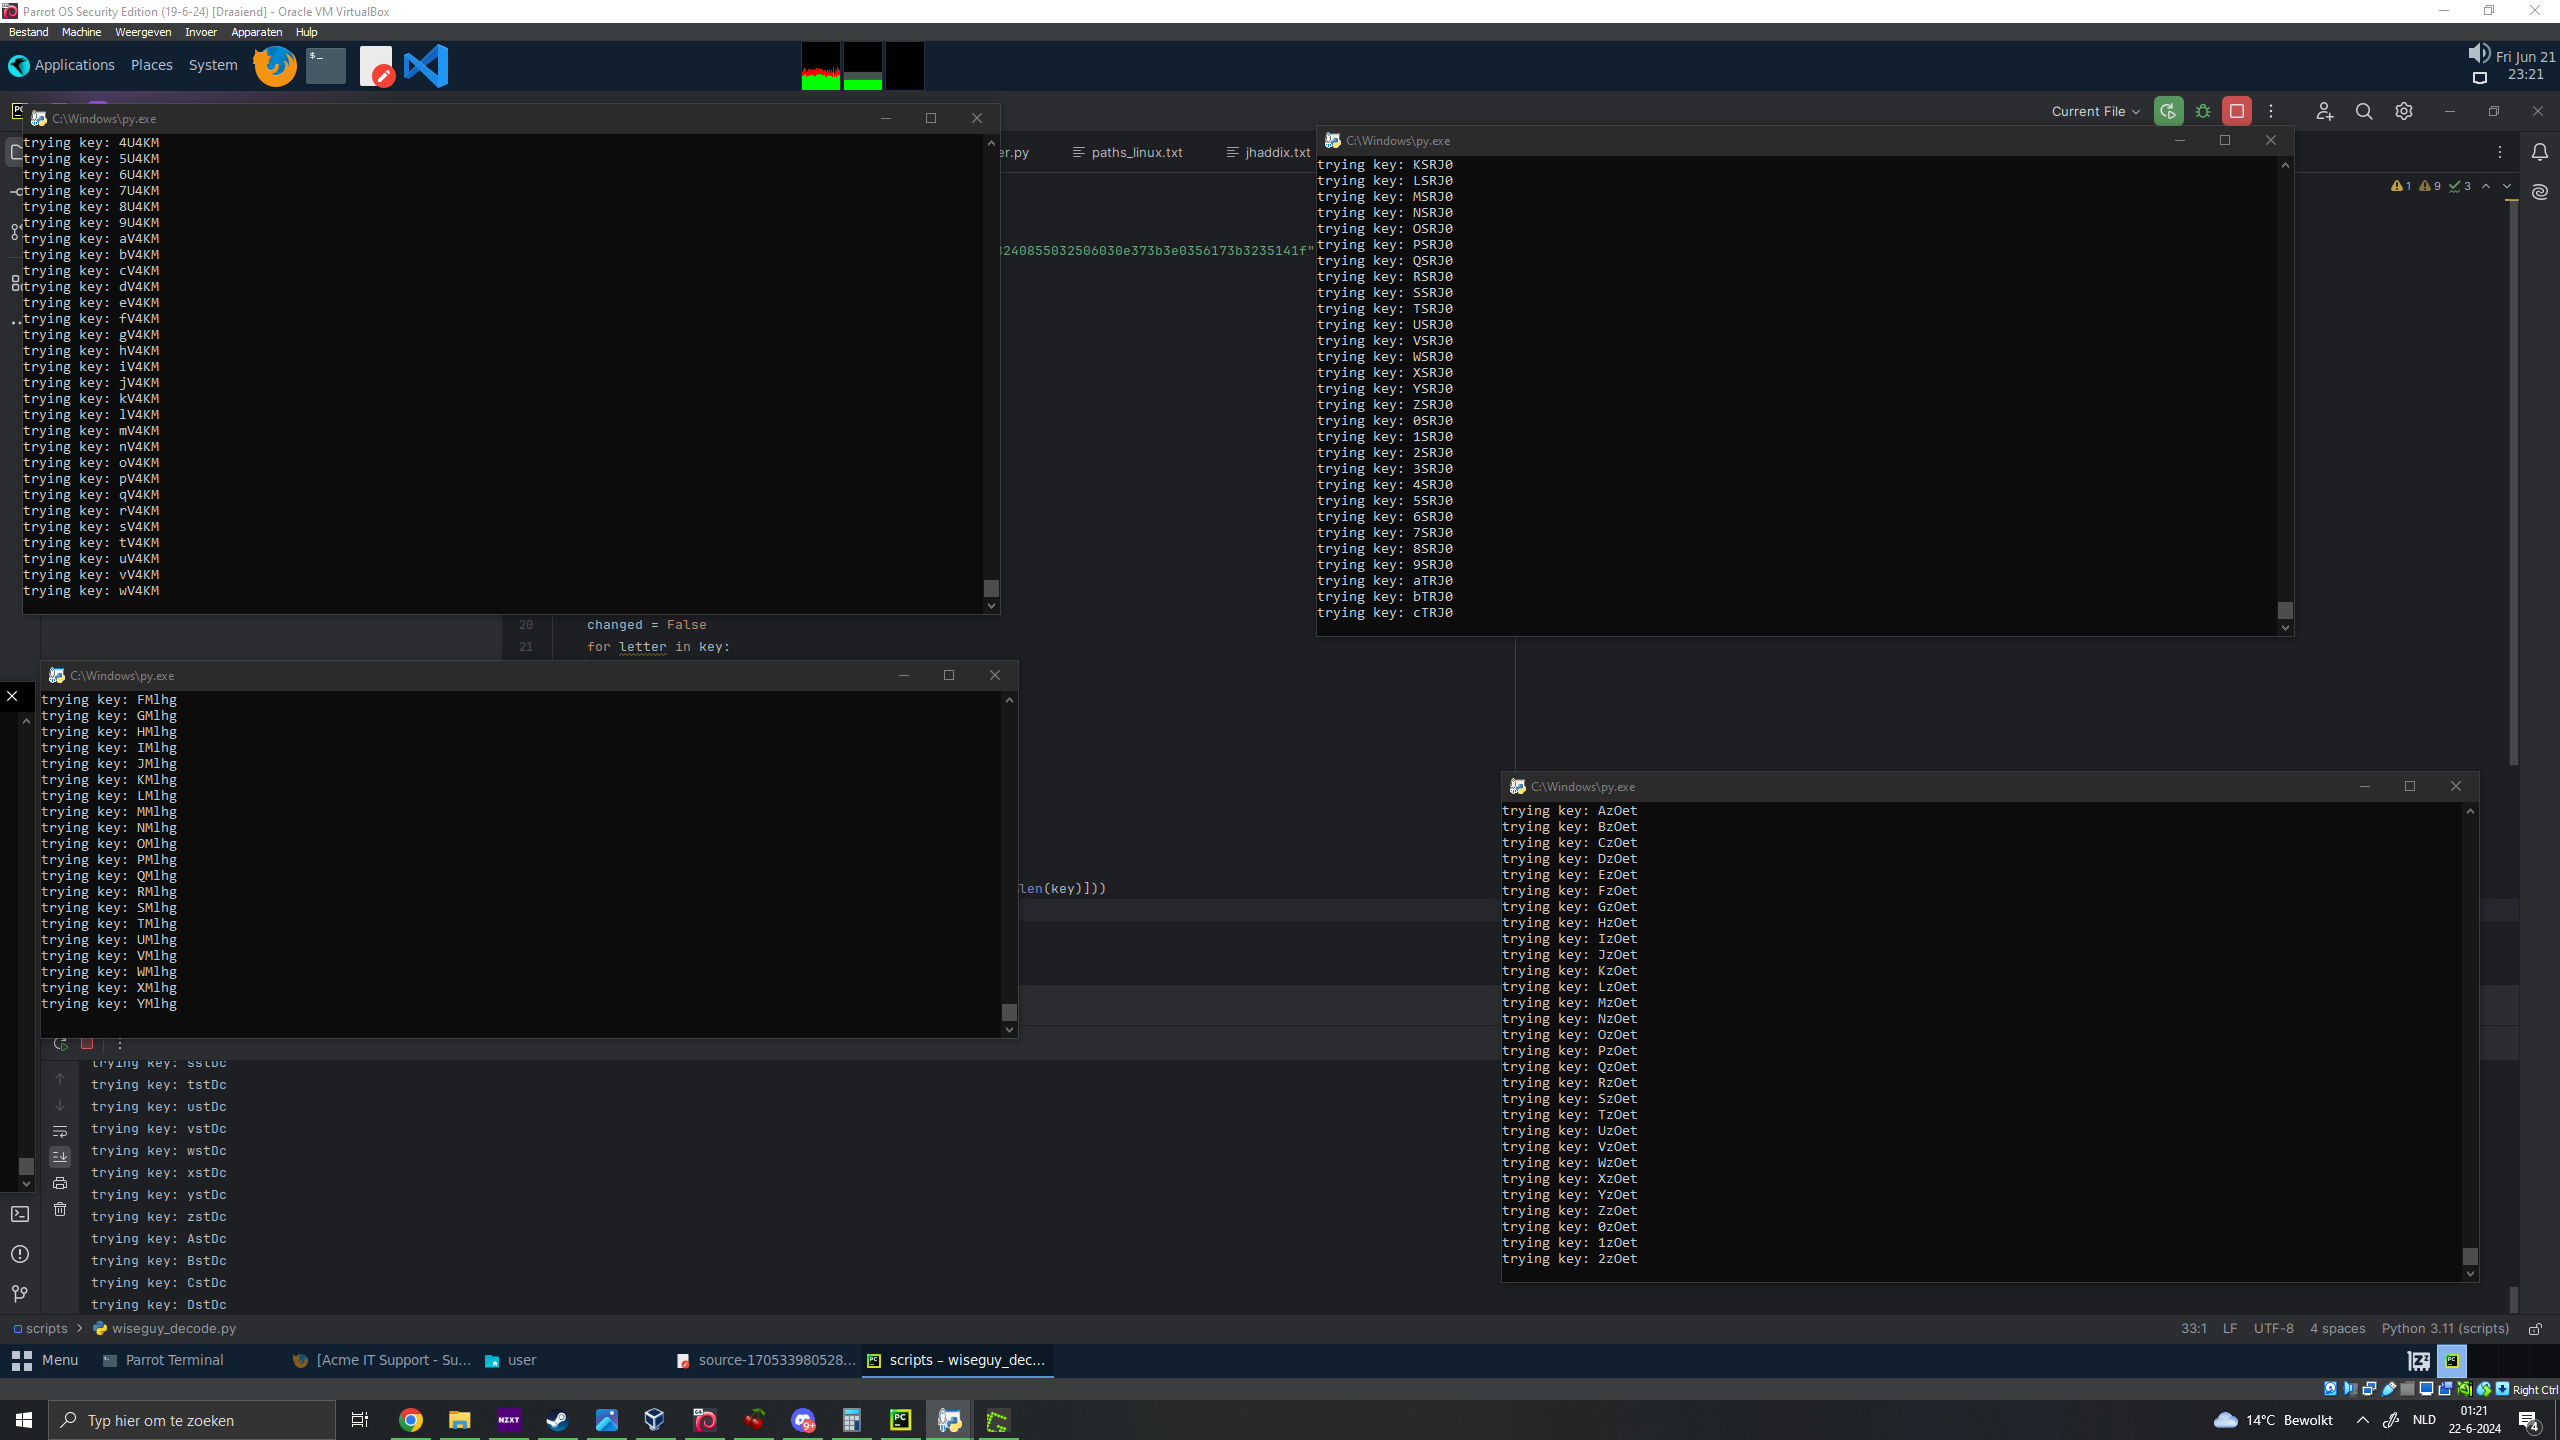 Parrot OS Security Edition (19-6-24) [Draaiend] - Oracle VM VirtualBox
Bestand Machine Weergeven Invoer Apparaten Hulp
Applications Places System
Fri Jun 21
23:21
Current File
C:\Windows\py.exe
trying key: 4U4KM
trying key: 5U4KM
trying key: 6U4KM
trying key: 7U4KM
trying key: 8U4KM
trying key: 9U4KM
trying key: aV4KM
trying key: bV4KM
trying key: cV4KM
trying key: dV4KM
trying key: eV4KM
trying key: fV4KM
trying key: gV4KM
trying key: hV4KM
trying key: iV4KM
trying key: jV4KM
trying key: kV4KM
trying key: lV4KM
trying key: mV4KM
trying key: nV4KM
trying key: oV4KM
trying key: pV4KM
trying key: qV4KM
trying key: rV4KM
trying key: sV4KM
trying key: tV4KM
trying key: uV4KM
trying key: vV4KM
trying key: wV4KM
er.py paths_linux.txt jhaddix.txt
240855032506030e373b3e0356173b3235141f"
C:\Windows\py.exe
trying key: KSRJ0
trying key: LSRJ0
trying key: MSRJ0
trying key: NSRJ0
trying key: OSRJ0
trying key: PSRJ0
trying key: QSRJ0
trying key: RSRJ0
trying key: SSRJ0
trying key: TSRJ0
trying key: USRJ0
trying key: VSRJ0
trying key: WSRJ0
trying key: XSRJ0
trying key: YSRJ0
trying key: ZSRJ0
trying key: 0SRJ0
trying key: 1SRJ0
trying key: 2SRJ0
trying key: 3SRJ0
trying key: 4SRJ0
trying key: 5SRJ0
trying key: 6SRJ0
trying key: 7SRJ0
trying key: 8SRJ0
trying key: 9SRJ0
trying key: aTRJ0
trying key: bTRJ0
trying key: cTRJ0
1 9 3
20 changed = False
21 for letter in key:
C:\Windows\py.exe
trying key: FMlhg
trying key: GMlhg
trying key: HMlhg
trying key: IMlhg
trying key: JMlhg
trying key: KMlhg
trying key: LMlhg
trying key: MMlhg
trying key: NMlhg
trying key: OMlhg
trying key: PMlhg
trying key: QMlhg
trying key: RMlhg
trying key: SMlhg
trying key: TMlhg
trying key: UMlhg
trying key: VMlhg
trying key: WMlhg
trying key: XMlhg
trying key: YMlhg
len(key)]))
C:\Windows\py.exe
trying key: AzOet
trying key: BzOet
trying key: CzOet
trying key: DzOet
trying key: EzOet
trying key: FzOet
trying key: GzOet
trying key: HzOet
trying key: IzOet
trying key: JzOet
trying key: KzOet
trying key: LzOet
trying key: MzOet
trying key: NzOet
trying key: OzOet
trying key: PzOet
trying key: QzOet
trying key: RzOet
trying key: SzOet
trying key: TzOet
trying key: UzOet
trying key: VzOet
trying key: WzOet
trying key: XzOet
trying key: YzOet
trying key: ZzOet
trying key: 0zOet
trying key: 1zOet
trying key: 2zOet
trying key: sstDc
trying key: tstDc
trying key: ustDc
trying key: vstDc
trying key: wstDc
trying key: xstDc
trying key: ystDc
trying key: zstDc
trying key: AstDc
trying key: BstDc
trying key: CstDc
trying key: DstDc
scripts > wiseguy_decode.py
33:1 LF UTF-8 4 spaces Python 3.11 (scripts)
Menu Parrot Terminal [Acme IT Support - Su... user source-170533980528... scripts – wiseguy_dec...
Right Ctrl
Typ hier om te zoeken
NZXT
PC
9+
14°C Bewolkt
NLD
01:21
22-6-2024
4